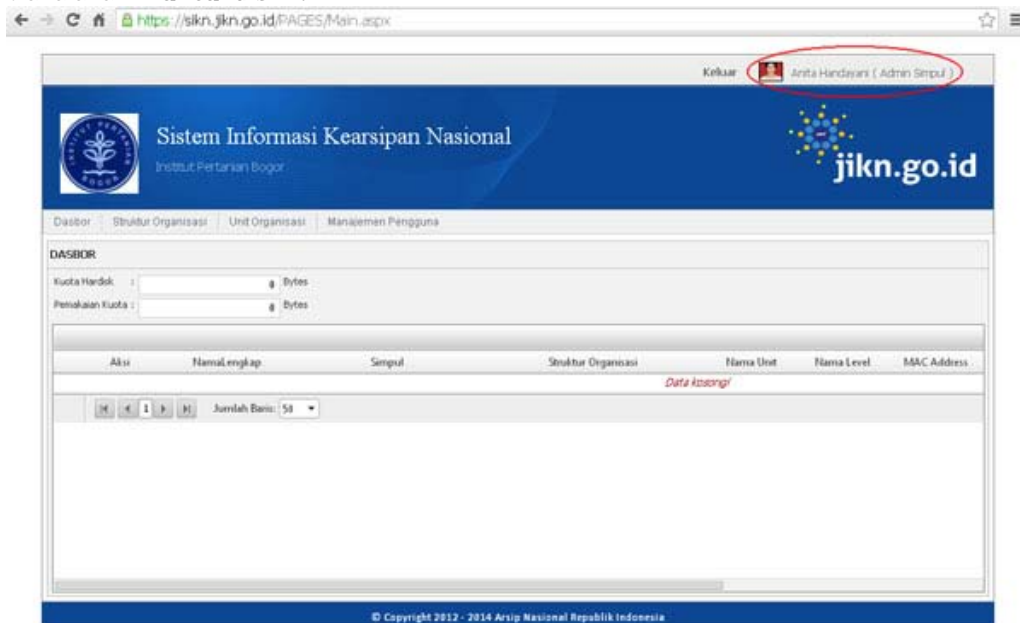 https://sikn.jikn.go.id/PAGES/Main.aspx
Keluar Anita Handayani ( Admin Simpul )
Sistem Informasi Kearsipan Nasional
Institut Pertanian Bogor
jikn.go.id
INSTITUT PERTANIAN
BOGOR
Dasbor Struktur Organisasi Unit Organisasi Manajemen Pengguna
DASBOR
Kuota Hardisk : 0 Bytes
Pemakaian Kuota : 0 Bytes
Aksi NamaLengkap Simpul Struktur Organisasi Nama Unit Nama Level MAC Address
Data kosong!
1 Jumlah Baris: 50
© Copyright 2012 - 2014 Arsip Nasional Republik Indonesia